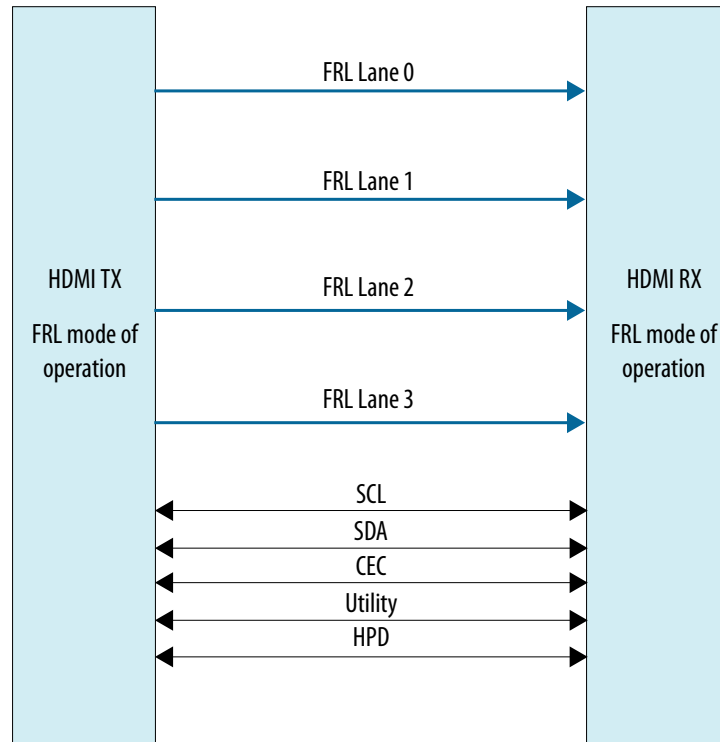 FRL Lane 0
FRL Lane 1
FRL Lane 2
FRL Lane 3
HDMI TX
FRL mode of
operation
HDMI RX
FRL mode of
operation
SCL
SDA
CEC
Utility
HPD